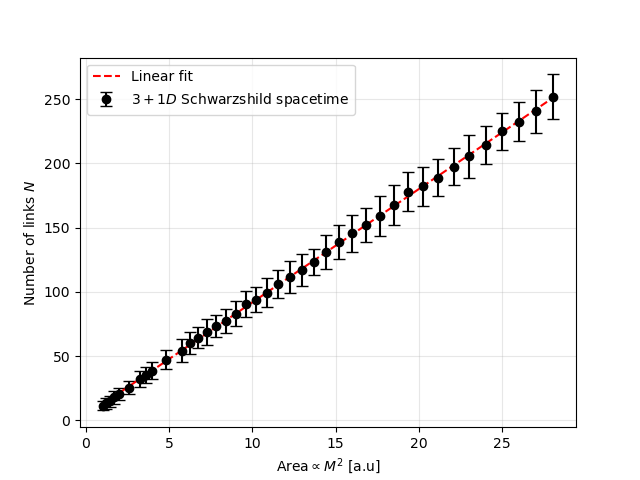 Linear fit
3 + 1D Schwarzshild spacetime
Number of links N
250
200
150
100
50
0
0 5 10 15 20 25
Area ∝ M² [a.u]